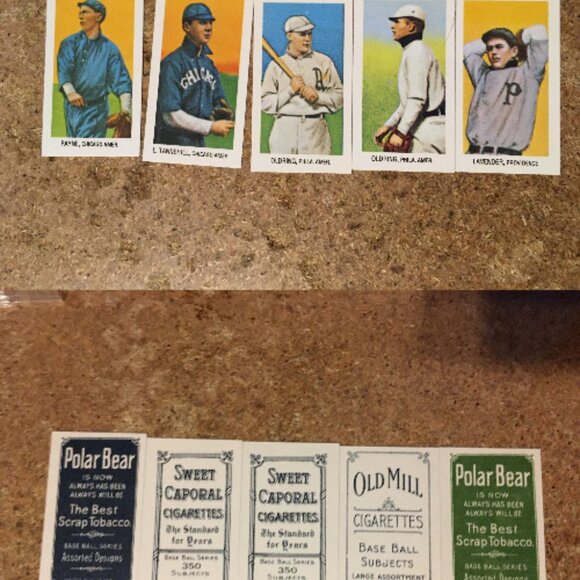 PAYNE, CHICAGO AMER.
L. TANNEHILL, CHICAGO AMER.
OLDRING, PHILA. AMER.
OLDRING, PHILA. AMER.
LAVENDER, PROVIDENCE
CHICAGO
P
Polar Bear
IS NOW
ALWAYS HAS BEEN
ALWAYS WILL BE
The Best
Scrap Tobacco.
BASE BALL SERIES
Assorted Designs
SWEET
CAPORAL
CIGARETTES
The Standard
for Years
BASE BALL SERIES
350
SUBJECTS
SWEET
CAPORAL
CIGARETTES
The Standard
for Years
BASE BALL SERIES
350
SUBJECTS
OLD MILL
CIGARETTES
BASE BALL
SUBJECTS
LARGE ASSORTMENT
Polar Bear
IS NOW
ALWAYS HAS BEEN
ALWAYS WILL BE
The Best
Scrap Tobacco.
BASE BALL SERIES
Assorted Designs